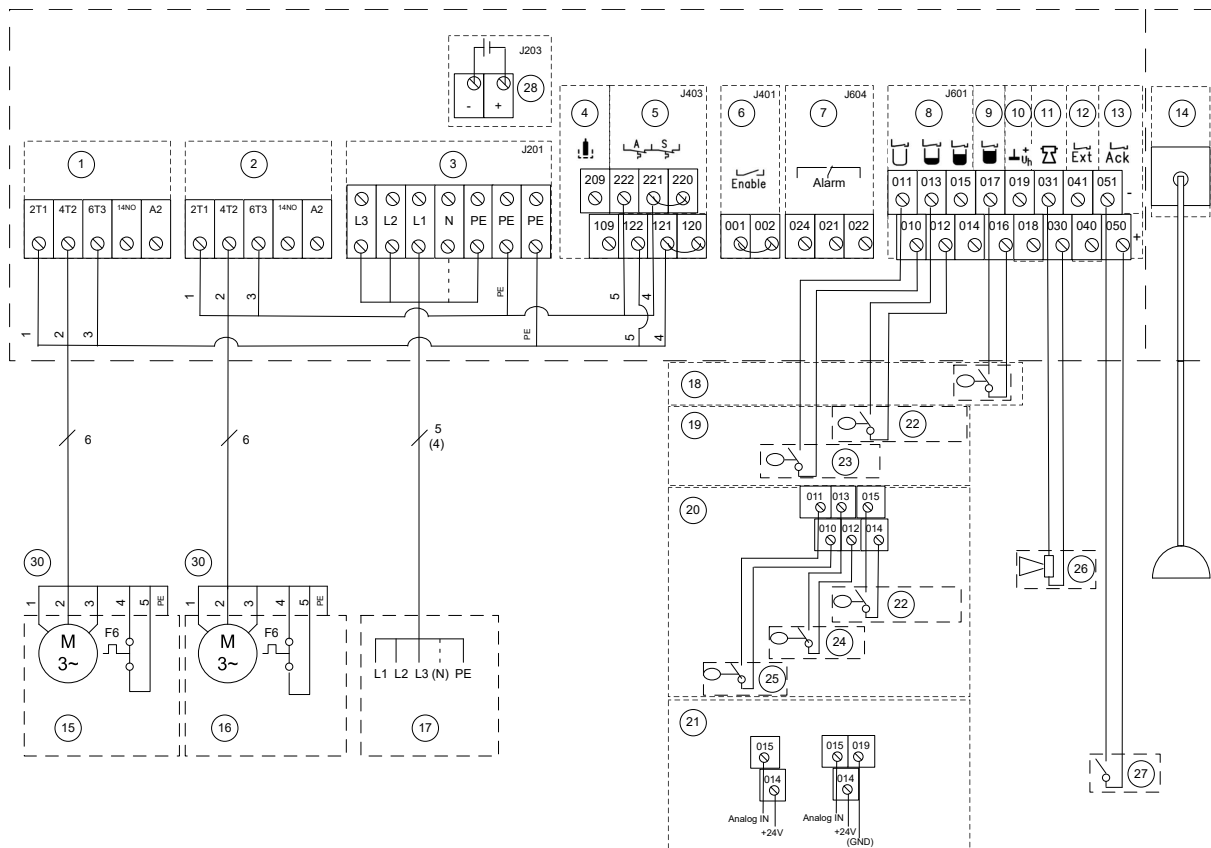 J203
28
- +
J403
J401
J604
J601
4
5
6
7
8
9
10
11
12
13
14
1
2
3
J201
A S
Enable
Alarm
+
Uh
Ext
Ack
209 222 221 220
011 013 015 017 019 031 041 051 -
2T1 4T2 6T3 14NO A2
2T1 4T2 6T3 14NO A2
L3 L2 L1 N PE PE PE
109 122 121 120
001 002
024 021 022
010 012 014 016 018 030 040 050 +
1 2 3
PE
5 4
1 2 3
PE
5 4
18
19
22
23
6
6
5
(4)
20
011 013 015
010 012 014
30
30
26
1 2 3 4 5 PE
1 2 3 4 5 PE
22
M
3~
F6
M
3~
F6
24
L1 L2 L3 (N) PE
25
15
16
17
21
015
014
015 019
014
27
Analog IN
+24V
Analog IN
+24V
(GND)